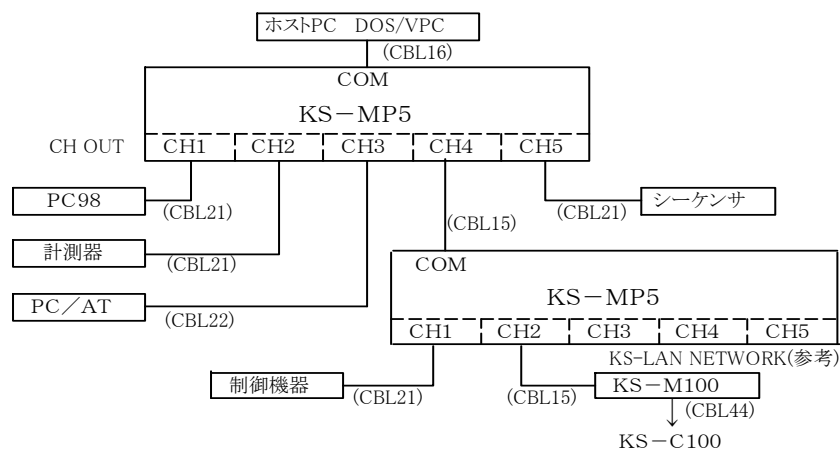 ホストPC DOS/VPC
(CBL16)
COM
KS－MP5
CH OUT CH1 CH2 CH3 CH4 CH5
PC98
(CBL21)
(CBL15)
(CBL21)
シーケンサ
計測器
(CBL21)
COM
PC／AT
(CBL22)
KS－MP5
CH1 CH2 CH3 CH4 CH5
KS-LAN NETWORK(参考)
制御機器
(CBL21)
(CBL15)
KS－M100
(CBL44)
KS－C100